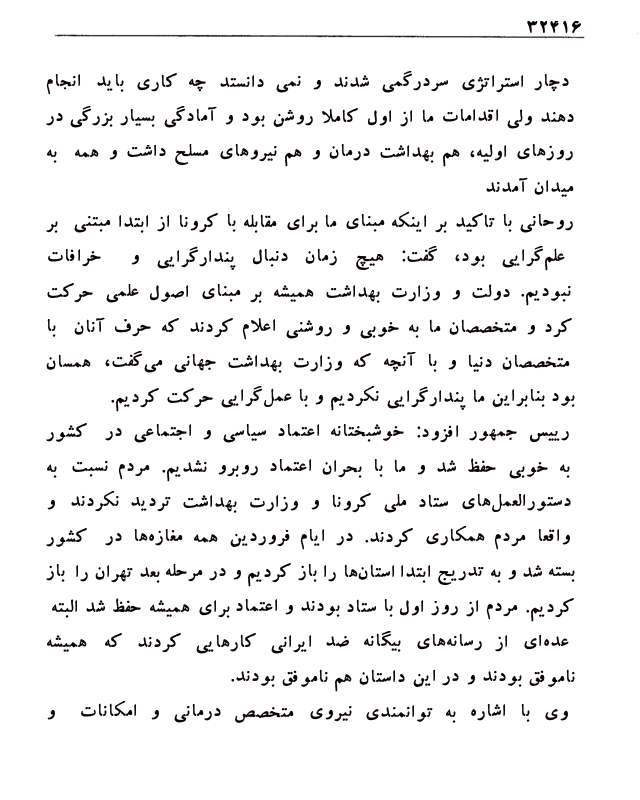 ۳۲۴۱۶
دچار استراتژی سردرگمی شدند و نمی دانستد چه کاری باید انجام
دهند ولی اقدامات ما از اول کاملا روشن بود و آمادگی بسیار بزرگی در
روزهای اولیه، هم بهداشت درمان و هم نیروهای مسلح داشت و همه به
میدان آمدند
روحانی با تاکید بر اینکه مبنای ما برای مقابله با کرونا از ابتدا مبتنی بر
علم‌گرایی بود، گفت: هیچ زمان دنبال پندارگرایی و خرافات
نبودیم. دولت و وزارت بهداشت همیشه بر مبنای اصول علمی حرکت
کرد و متخصصان ما به خوبی و روشنی اعلام کردند که حرف آنان با
متخصصان دنیا و با آنچه که وزارت بهداشت جهانی می‌گفت، همسان
بود بنابراین ما پندارگرایی نکردیم و با عمل‌گرایی حرکت کردیم.
رییس جمهور افزود: خوشبختانه اعتماد سیاسی و اجتماعی در کشور
به خوبی حفظ شد و ما با بحران اعتماد روبرو نشدیم. مردم نسبت به
دستورالعمل‌های ستاد ملی کرونا و وزارت بهداشت تردید نکردند و
واقعا مردم همکاری کردند. در ایام فروردین همه مغازه‌ها در کشور
بسته شد و به تدریج ابتدا استان‌ها را باز کردیم و در مرحله بعد تهران را باز
کردیم. مردم از روز اول با ستاد بودند و اعتماد برای همیشه حفظ شد البته
عده‌ای از رسانه‌های بیگانه ضد ایرانی کارهایی کردند که همیشه
ناموفق بودند و در این داستان هم ناموفق بودند.
وی با اشاره به توانمندی نیروی متخصص درمانی و امکانات و